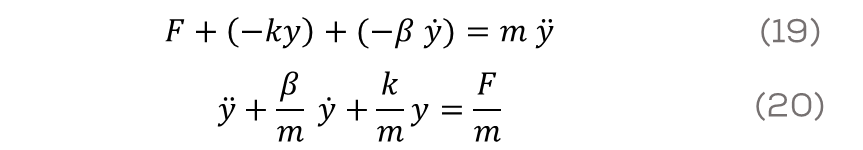 F + (−ky) + (−β ẏ) = m ÿ (19)
ÿ + β/m ẏ + k/m y = F/m (20)